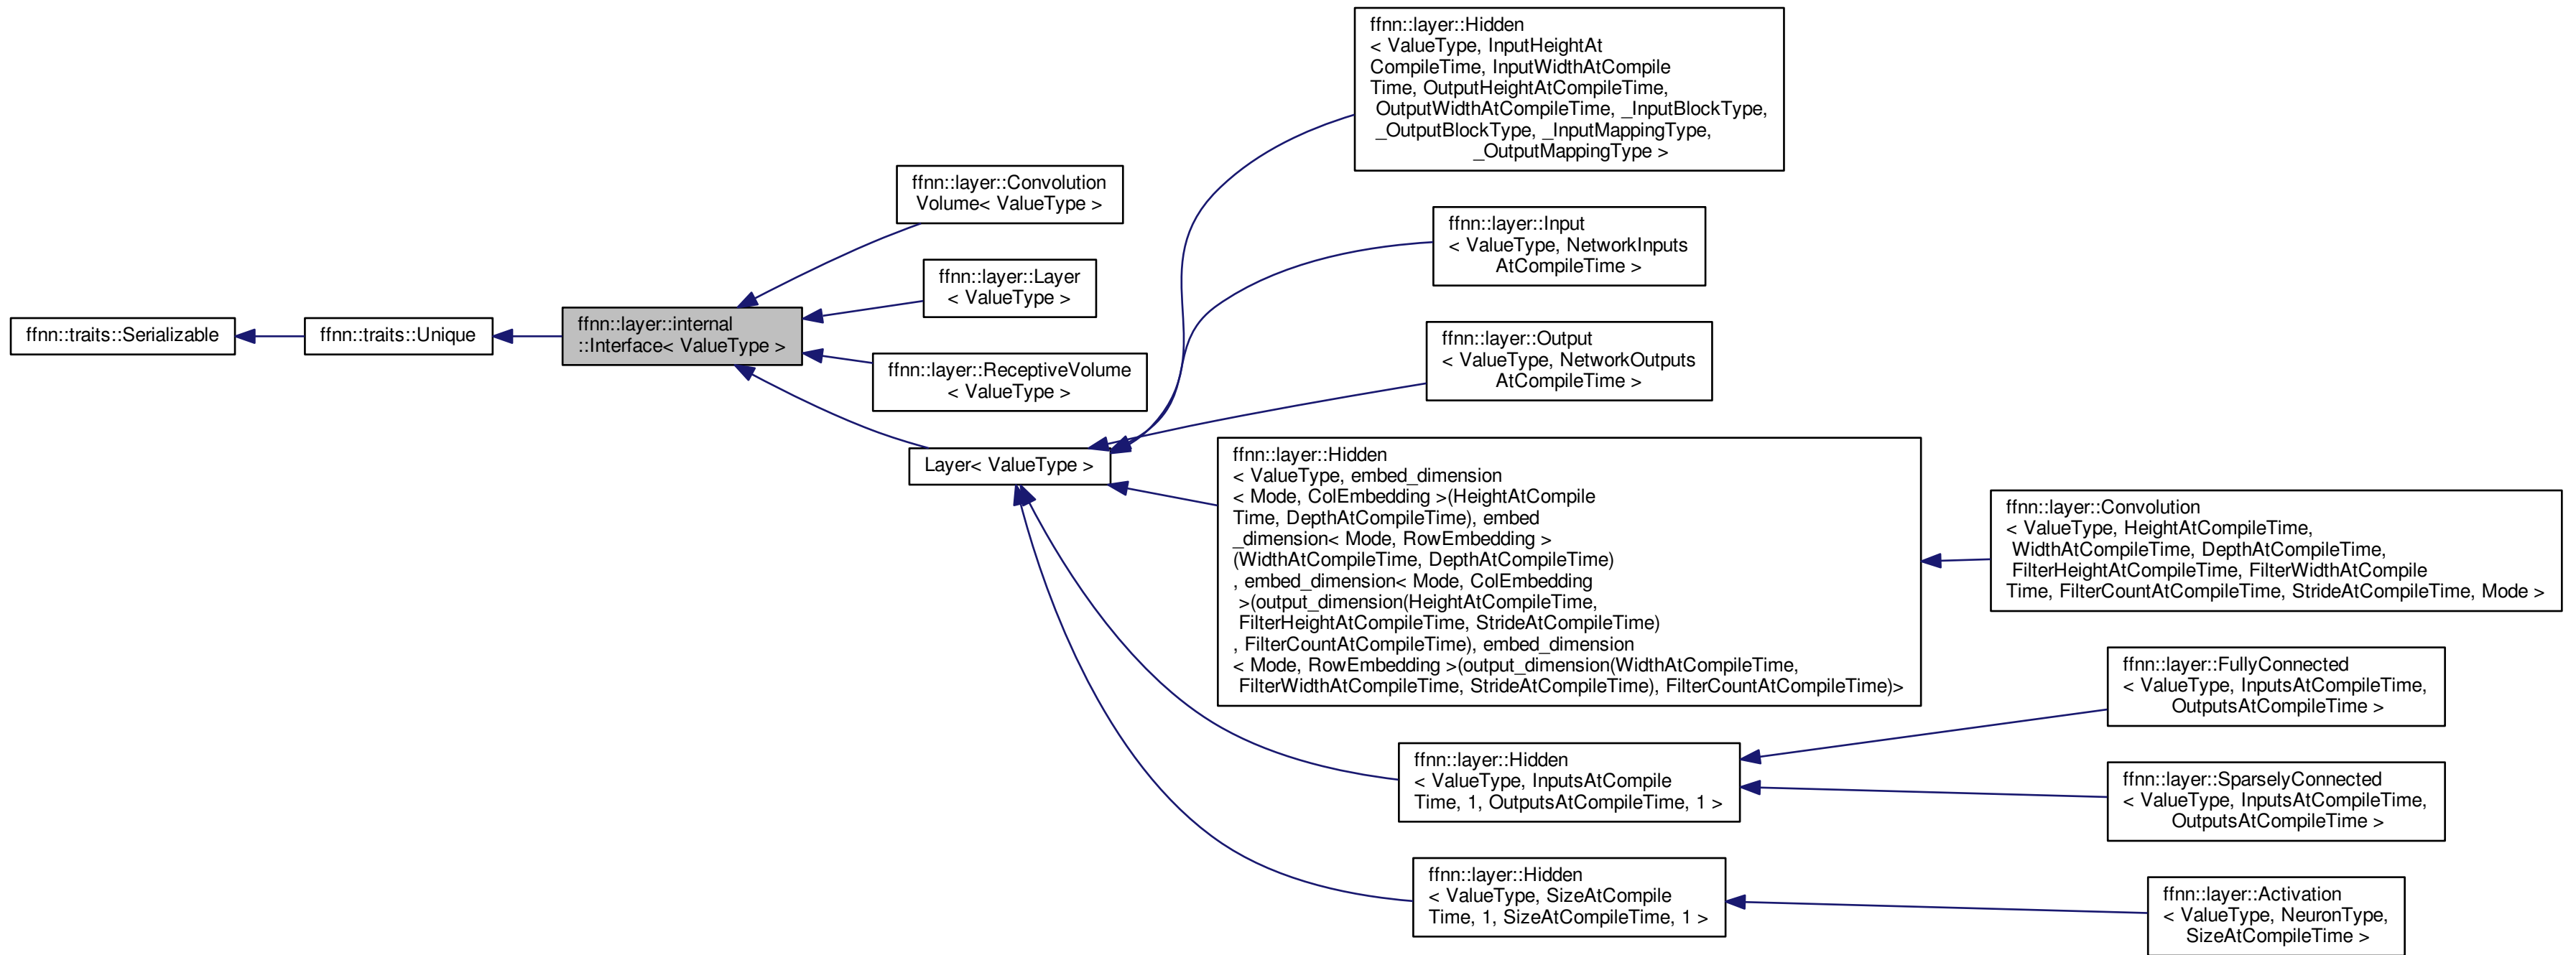 ffnn::traits::Serializable
ffnn::traits::Unique
ffnn::layer::internal
::Interface< ValueType >
ffnn::layer::Convolution
Volume< ValueType >
ffnn::layer::Layer
< ValueType >
ffnn::layer::ReceptiveVolume
< ValueType >
Layer< ValueType >
ffnn::layer::Hidden
< ValueType, InputHeightAt
CompileTime, InputWidthAtCompile
Time, OutputHeightAtCompileTime,
OutputWidthAtCompileTime, _InputBlockType,
_OutputBlockType, _InputMappingType,
_OutputMappingType >
ffnn::layer::Input
< ValueType, NetworkInputs
AtCompileTime >
ffnn::layer::Output
< ValueType, NetworkOutputs
AtCompileTime >
ffnn::layer::Hidden
< ValueType, embed_dimension
< Mode, ColEmbedding >(HeightAtCompile
Time, DepthAtCompileTime), embed
_dimension< Mode, RowEmbedding >
(WidthAtCompileTime, DepthAtCompileTime)
, embed_dimension< Mode, ColEmbedding
>(output_dimension(HeightAtCompileTime,
FilterHeightAtCompileTime, StrideAtCompileTime)
, FilterCountAtCompileTime), embed_dimension
< Mode, RowEmbedding >(output_dimension(WidthAtCompileTime,
FilterWidthAtCompileTime, StrideAtCompileTime), FilterCountAtCompileTime)>
ffnn::layer::Hidden
< ValueType, InputsAtCompile
Time, 1, OutputsAtCompileTime, 1 >
ffnn::layer::Hidden
< ValueType, SizeAtCompile
Time, 1, SizeAtCompileTime, 1 >
ffnn::layer::Convolution
< ValueType, HeightAtCompileTime,
WidthAtCompileTime, DepthAtCompileTime,
FilterHeightAtCompileTime, FilterWidthAtCompile
Time, FilterCountAtCompileTime, StrideAtCompileTime, Mode >
ffnn::layer::FullyConnected
< ValueType, InputsAtCompileTime,
OutputsAtCompileTime >
ffnn::layer::SparselyConnected
< ValueType, InputsAtCompileTime,
OutputsAtCompileTime >
ffnn::layer::Activation
< ValueType, NeuronType,
SizeAtCompileTime >